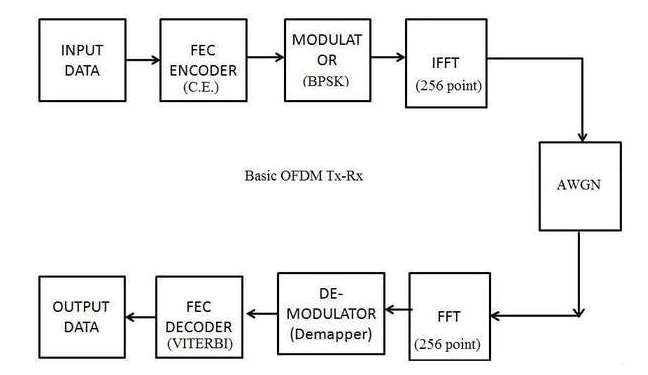 INPUT
DATA
FEC
ENCODER
(C.E.)
MODULAT
OR
(BPSK)
IFFT
(256 point)
AWGN
Basic OFDM Tx-Rx
OUTPUT
DATA
FEC
DECODER
(VITERBI)
DE-
MODULATOR
(Demapper)
FFT
(256 point)